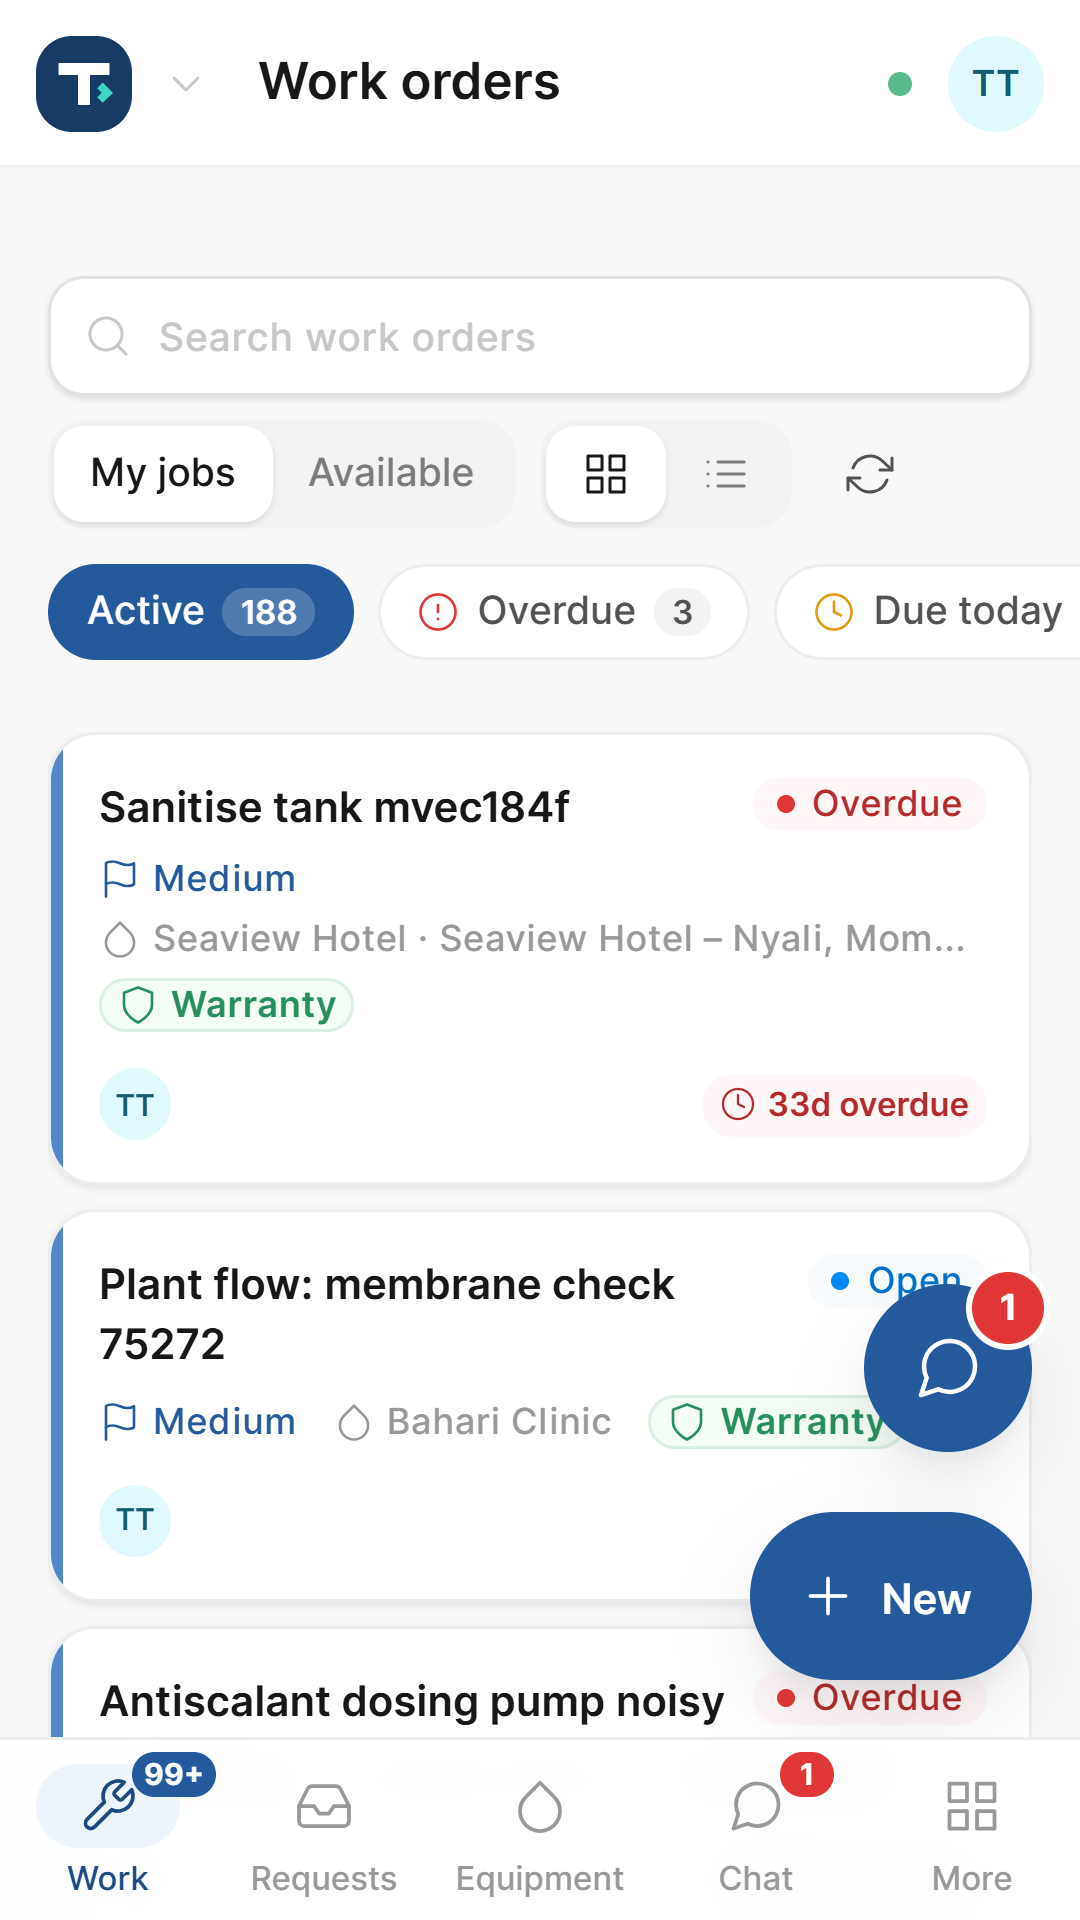 T
Work orders
TT
Search work orders
My jobs
Available
Active 188
Overdue 3
Due today
Sanitise tank mvec184f
Overdue
Medium
Seaview Hotel · Seaview Hotel – Nyali, Mom...
Warranty
TT
33d overdue
Plant flow: membrane check
75272
Open
1
Medium
Bahari Clinic
Warranty
TT
New
Antiscalant dosing pump noisy
Overdue
99+
1
Work
Requests
Equipment
Chat
More